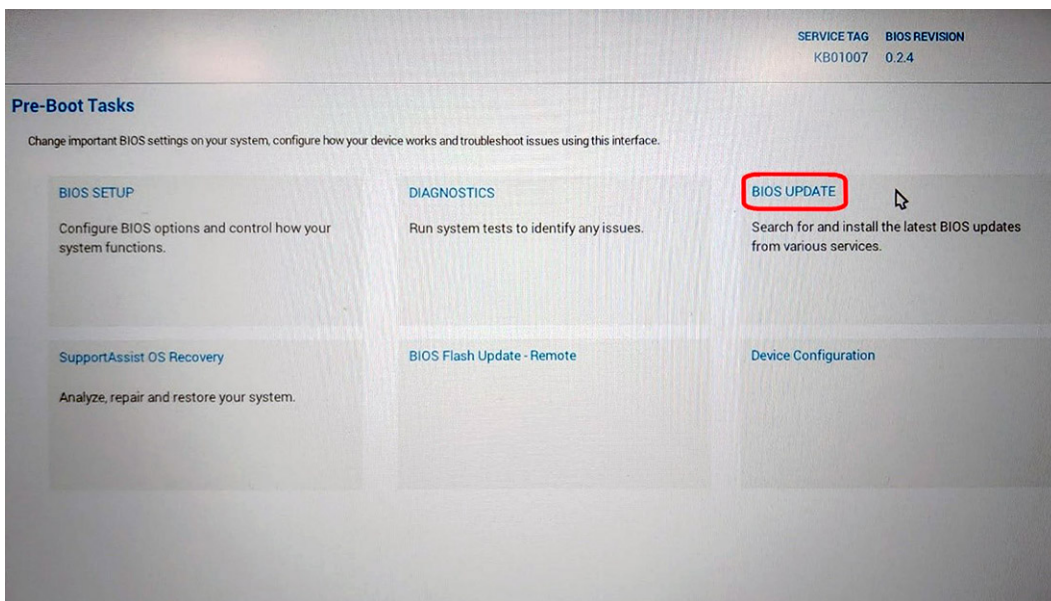 SERVICE TAG BIOS REVISION
KB01007 0.2.4
Pre-Boot Tasks
Change important BIOS settings on your system, configure how your device works and troubleshoot issues using this interface.
BIOS SETUP
Configure BIOS options and control how your
system functions.
DIAGNOSTICS
Run system tests to identify any issues.
BIOS UPDATE
Search for and install the latest BIOS updates
from various services.
SupportAssist OS Recovery
Analyze, repair and restore your system.
BIOS Flash Update - Remote
Device Configuration